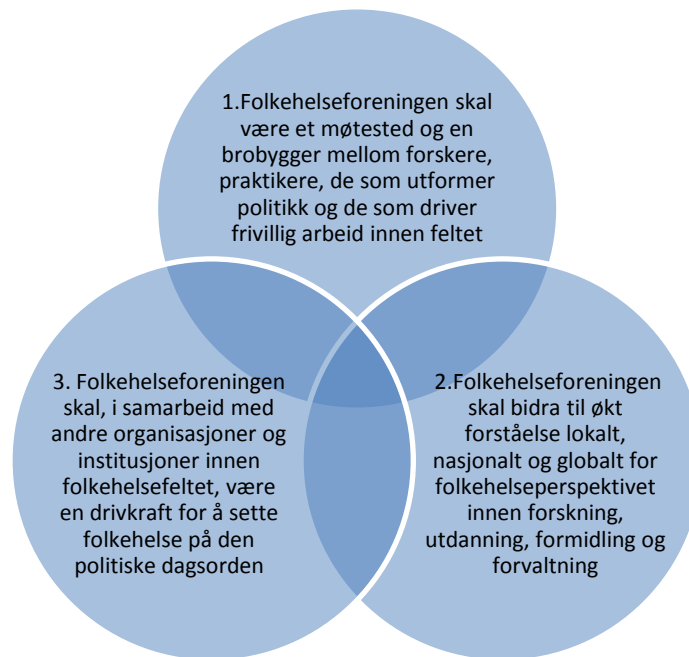 1.Folkehelseforeningen skal
være et møtested og en
brobygger mellom forskere,
praktikere, de som utformer
politikk og de som driver
frivillig arbeid innen feltet
3. Folkehelseforeningen
skal, i samarbeid med
andre organisasjoner og
institusjoner innen
folkehelsefeltet, være
en drivkraft for å sette
folkehelse på den
politiske dagsorden
2.Folkehelseforeningen
skal bidra til økt
forståelse lokalt,
nasjonalt og globalt for
folkehelseperspektivet
innen forskning,
utdanning, formidling og
forvaltning